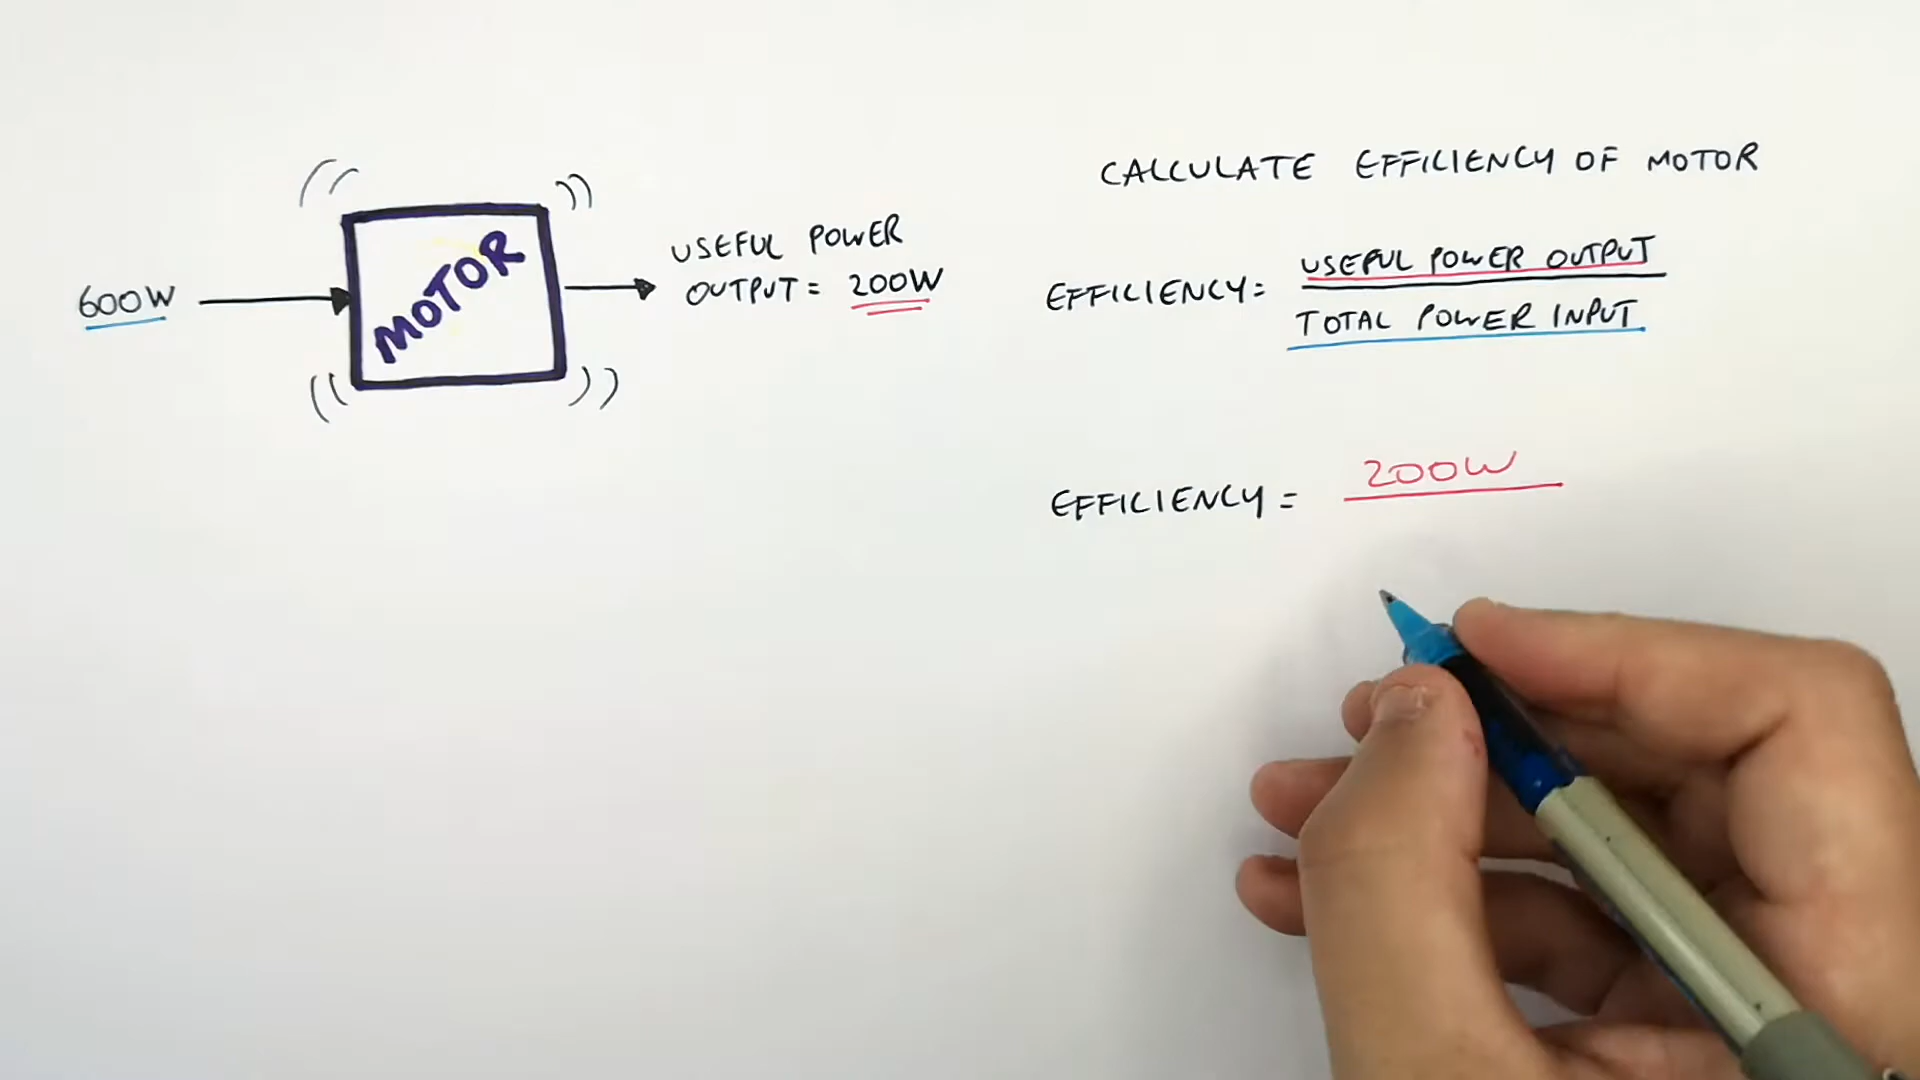 600W
MOTOR
USEFUL POWER
OUTPUT = 200W
CALCULATE EFFICIENCY OF MOTOR
EFFICIENCY = USEFUL POWER OUTPUT
TOTAL POWER INPUT
EFFICIENCY = 200W